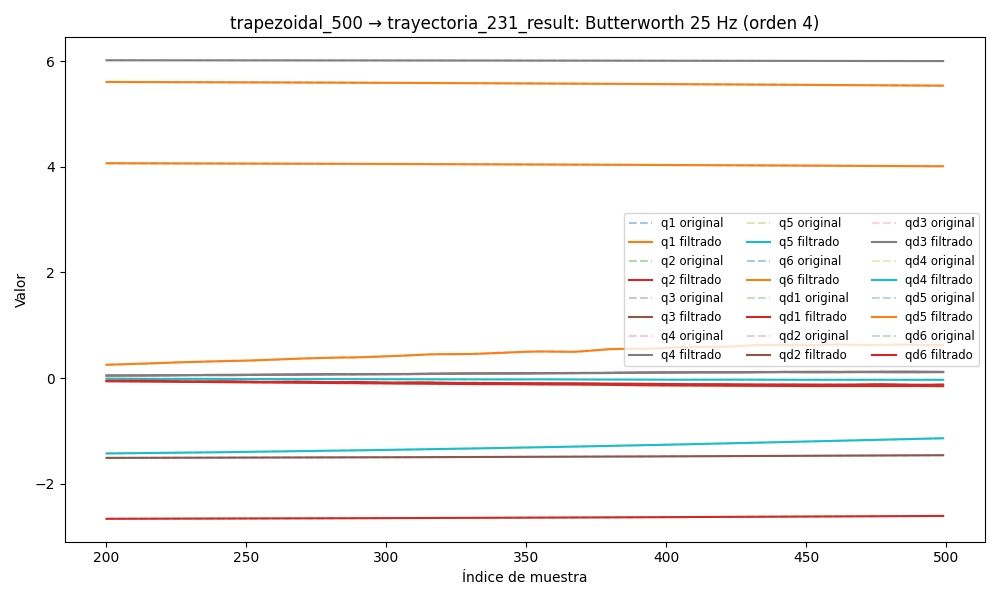 trapezoidal_500 → trayectoria_231_result: Butterworth 25 Hz (orden 4)
6
4
2
0
−2
Valor
q1 original q5 original qd3 original
q1 filtrado q5 filtrado qd3 filtrado
q2 original q6 original qd4 original
q2 filtrado q6 filtrado qd4 filtrado
q3 original qd1 original qd5 original
q3 filtrado qd1 filtrado qd5 filtrado
q4 original qd2 original qd6 original
q4 filtrado qd2 filtrado qd6 filtrado
200 250 300 350 400 450 500
Índice de muestra